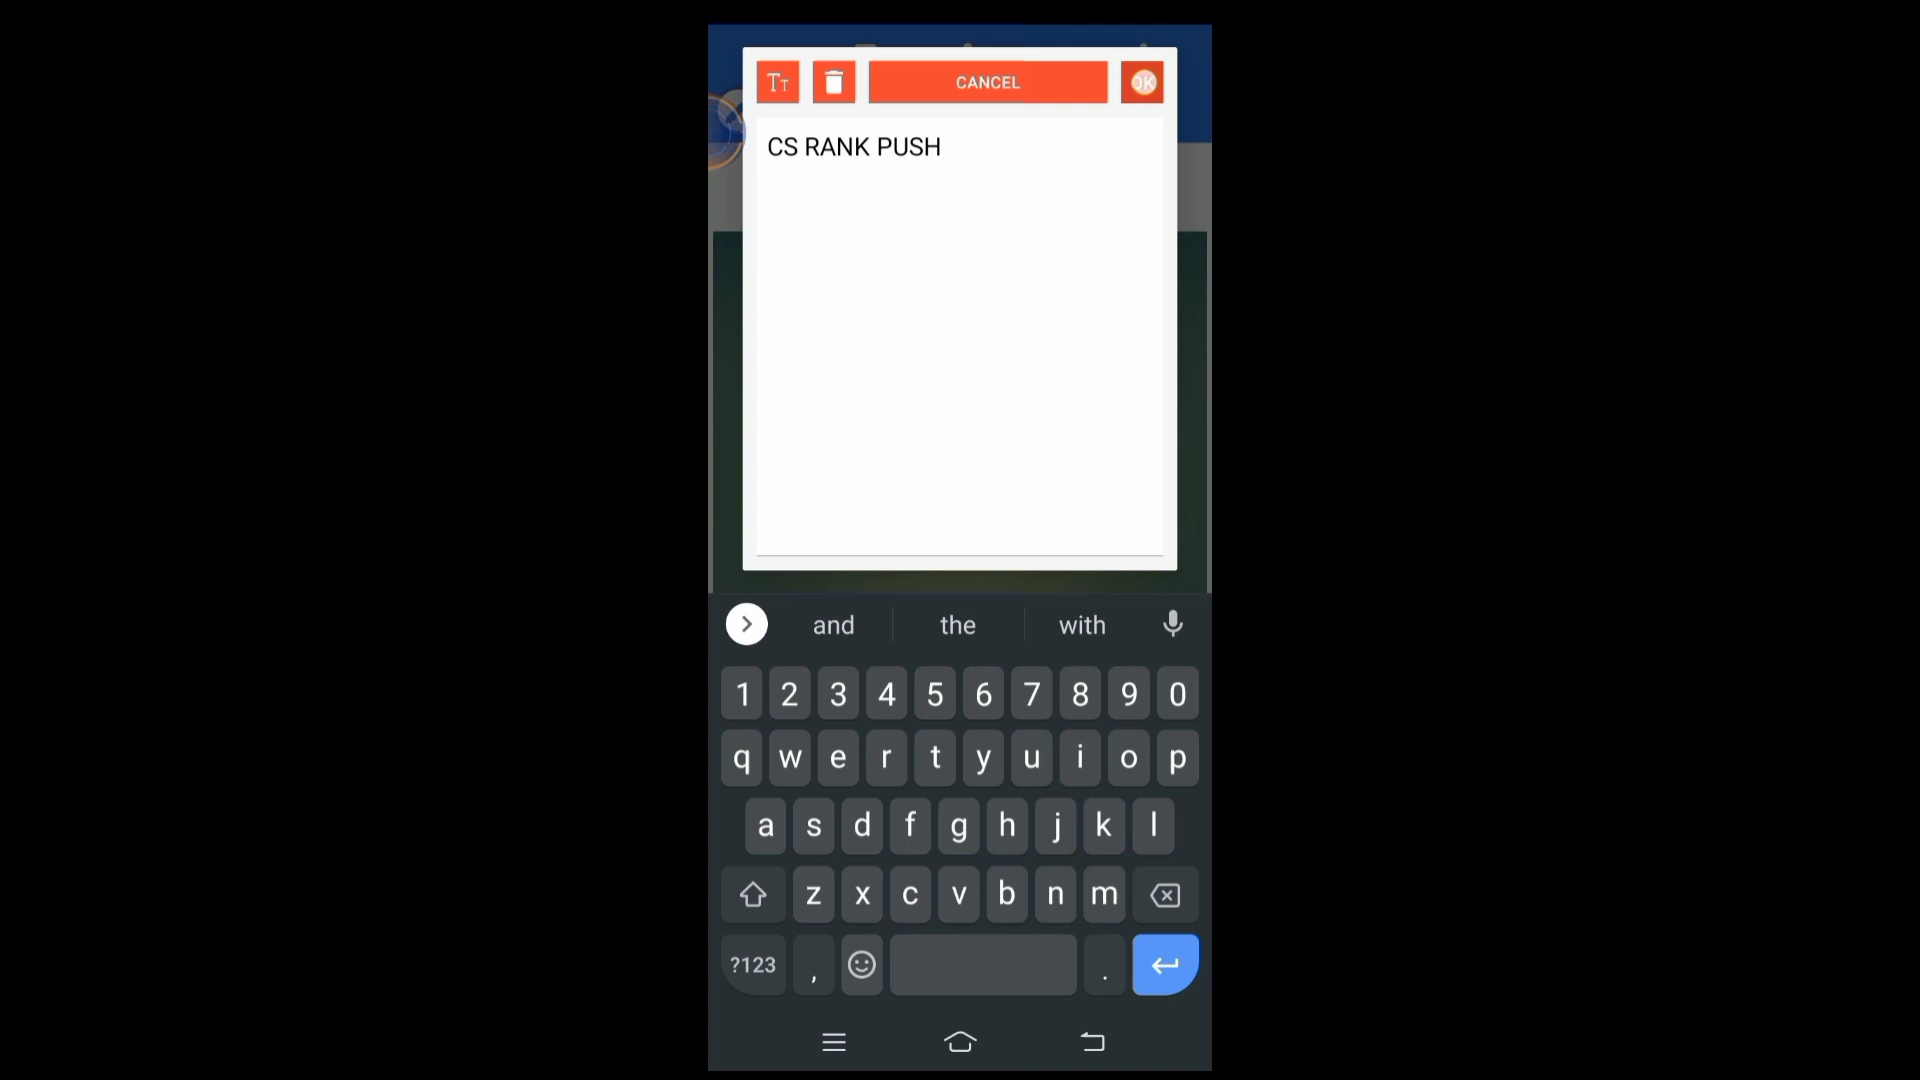 Tт CANCEL OK
CS RANK PUSH
and the with
1 2 3 4 5 6 7 8 9 0
q w e r t y u i o p
a s d f g h j k l
z x c v b n m
?123 , .